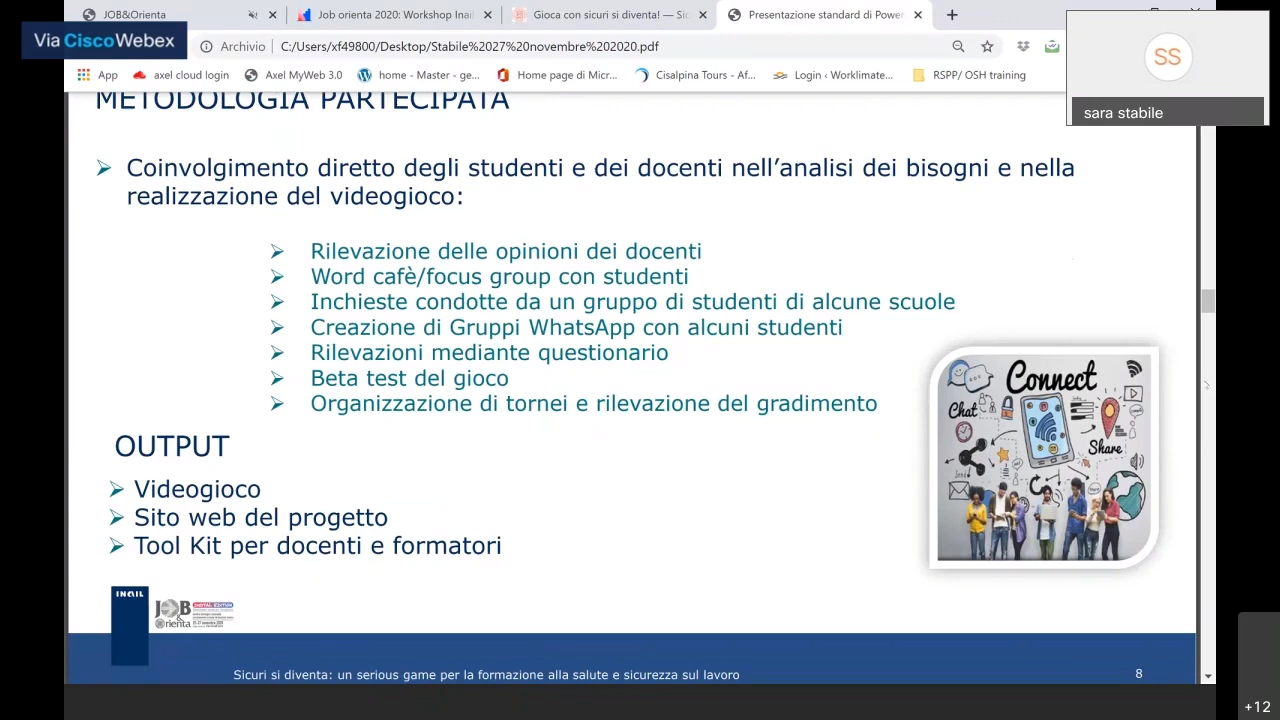 JOB&Orienta
Job orienta 2020: Workshop Inail
Gioca con sicuri si diventa! — Sic
Presentazione standard di Power
Via CiscoWebex
Archivio
C:/Users/xf49800/Desktop/Stabile%2027%20novembre%202020.pdf
App
axel cloud login
Axel MyWeb 3.0
home - Master - ge...
Home page di Micr...
Cisalpina Tours - Af...
Login ‹ Worklimate...
RSPP/ OSH training
SS
sara stabile
METODOLOGIA PARTECIPATA
Coinvolgimento diretto degli studenti e dei docenti nell’analisi dei bisogni e nella
realizzazione del videogioco:
Rilevazione delle opinioni dei docenti
Word cafè/focus group con studenti
Inchieste condotte da un gruppo di studenti di alcune scuole
Creazione di Gruppi WhatsApp con alcuni studenti
Rilevazioni mediante questionario
Beta test del gioco
Organizzazione di tornei e rilevazione del gradimento
Connect
Chat
Share
Send
OUTPUT
Videogioco
Sito web del progetto
Tool Kit per docenti e formatori
INAIL
JOB
&Orienta
Sicuri si diventa: un serious game per la formazione alla salute e sicurezza sul lavoro
8
+12